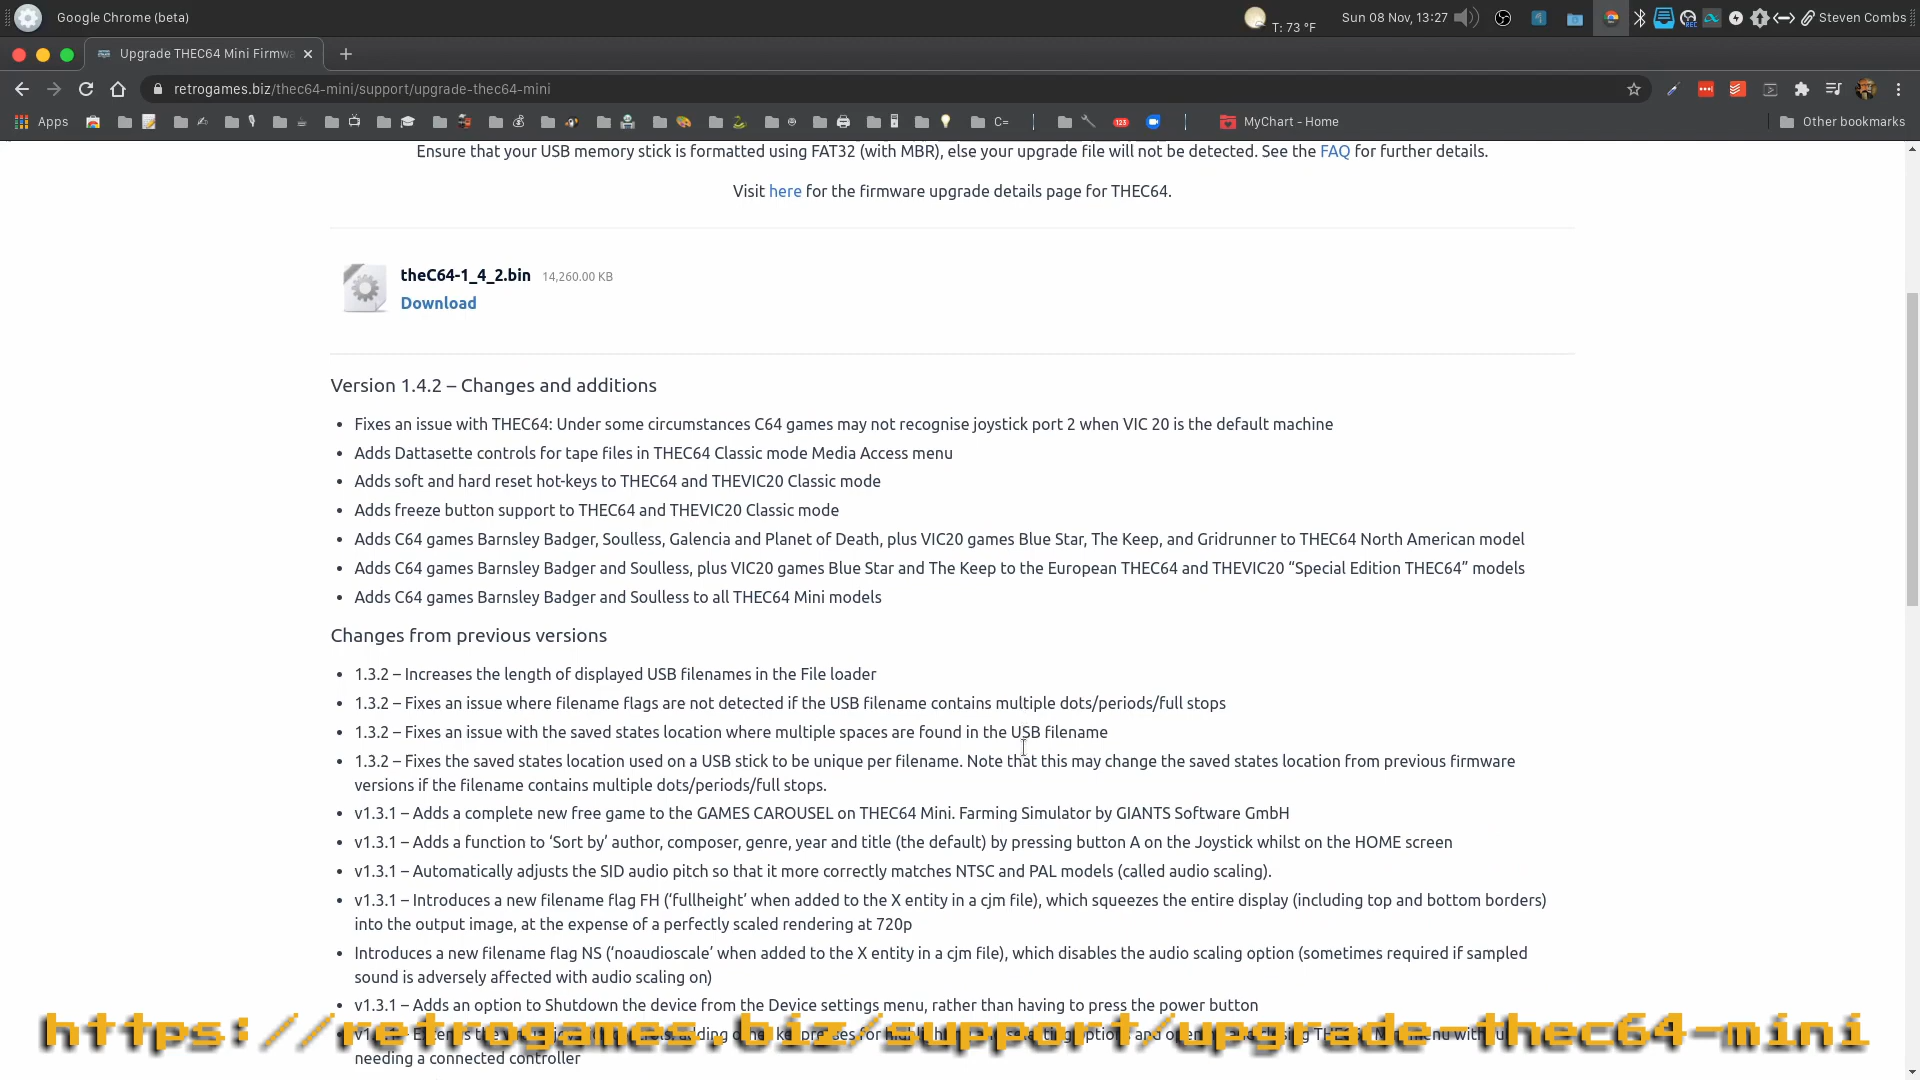 Google Chrome (beta)
T: 73 °F
Sun 08 Nov, 13:27
Steven Combs
Upgrade THEC64 Mini Firmw
retrogames.biz/thec64-mini/support/upgrade-thec64-mini
Apps
C=
123
MyChart - Home
Other bookmarks
Ensure that your USB memory stick is formatted using FAT32 (with MBR), else your upgrade file will not be detected. See the FAQ for further details.
Visit here for the firmware upgrade details page for THEC64.
theC64-1_4_2.bin 14,260.00 KB
Download
Version 1.4.2 – Changes and additions
• Fixes an issue with THEC64: Under some circumstances C64 games may not recognise joystick port 2 when VIC 20 is the default machine
• Adds Dattasette controls for tape files in THEC64 Classic mode Media Access menu
• Adds soft and hard reset hot-keys to THEC64 and THEVIC20 Classic mode
• Adds freeze button support to THEC64 and THEVIC20 Classic mode
• Adds C64 games Barnsley Badger, Soulless, Galencia and Planet of Death, plus VIC20 games Blue Star, The Keep, and Gridrunner to THEC64 North American model
• Adds C64 games Barnsley Badger and Soulless, plus VIC20 games Blue Star and The Keep to the European THEC64 and THEVIC20 “Special Edition THEC64” models
• Adds C64 games Barnsley Badger and Soulless to all THEC64 Mini models
Changes from previous versions
• 1.3.2 – Increases the length of displayed USB filenames in the File loader
• 1.3.2 – Fixes an issue where filename flags are not detected if the USB filename contains multiple dots/periods/full stops
• 1.3.2 – Fixes an issue with the saved states location where multiple spaces are found in the USB filename
• 1.3.2 – Fixes the saved states location used on a USB stick to be unique per filename. Note that this may change the saved states location from previous firmware
versions if the filename contains multiple dots/periods/full stops.
• v1.3.1 – Adds a complete new free game to the GAMES CAROUSEL on THEC64 Mini. Farming Simulator by GIANTS Software GmbH
• v1.3.1 – Adds a function to ‘Sort by’ author, composer, genre, year and title (the default) by pressing button A on the Joystick whilst on the HOME screen
• v1.3.1 – Automatically adjusts the SID audio pitch so that it more correctly matches NTSC and PAL models (called audio scaling).
• v1.3.1 – Introduces a new filename flag FH (‘fullheight’ when added to the X entity in a cjm file), which squeezes the entire display (including top and bottom borders)
into the output image, at the expense of a perfectly scaled rendering at 720p
• Introduces a new filename flag NS (‘noaudioscale’ when added to the X entity in a cjm file), which disables the audio scaling option (sometimes required if sampled
sound is adversely affected with audio scaling on)
• v1.3.1 – Adds an option to Shutdown the device from the Device settings menu, rather than having to press the power button
https://retrogames.biz/support/upgrade-thec64-mini
needing a connected controller